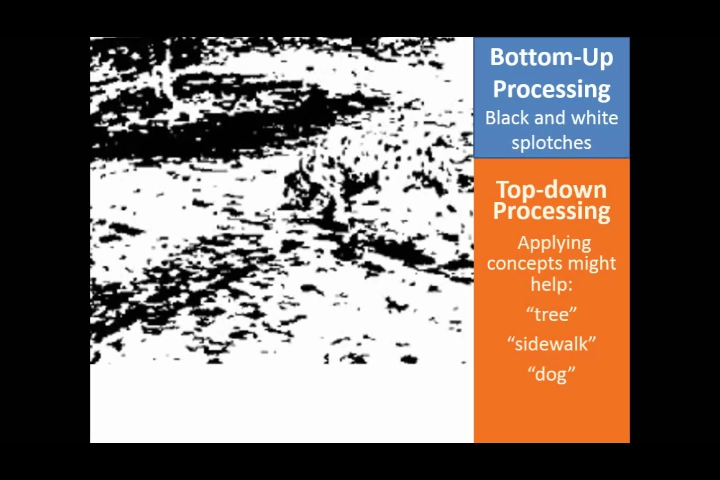 Bottom-Up
Processing
Black and white
splotches
Top-down
Processing
Applying
concepts might
help:
“tree”
“sidewalk”
“dog”